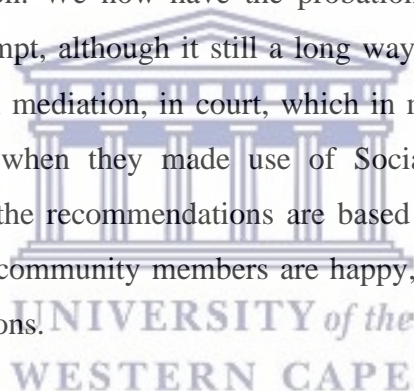 en. We now have the probation
mpt, although it still a long way
mediation, in court, which in
when they made use of Socia
the recommendations are based
community members are happy,
ons.
UNIVERSITY of the
WESTERN CAPE